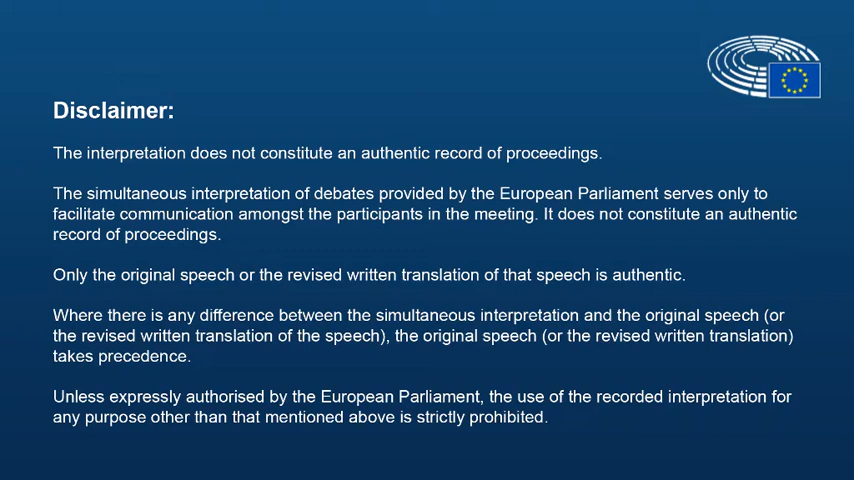 Disclaimer:
The interpretation does not constitute an authentic record of proceedings.
The simultaneous interpretation of debates provided by the European Parliament serves only to
facilitate communication amongst the participants in the meeting. It does not constitute an authentic
record of proceedings.
Only the original speech or the revised written translation of that speech is authentic.
Where there is any difference between the simultaneous interpretation and the original speech (or
the revised written translation of the speech), the original speech (or the revised written translation)
takes precedence.
Unless expressly authorised by the European Parliament, the use of the recorded interpretation for
any purpose other than that mentioned above is strictly prohibited.